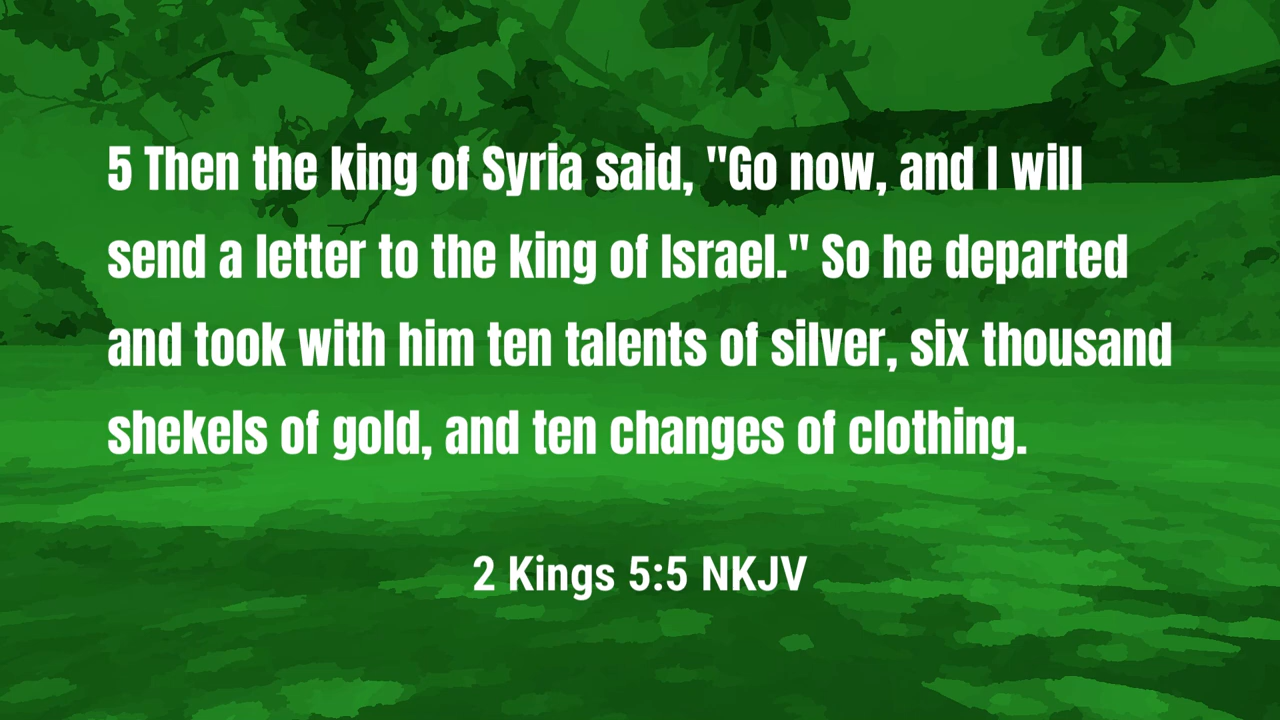 5 Then the king of Syria said, "Go now, and I will
send a letter to the king of Israel." So he departed
and took with him ten talents of silver, six thousand
shekels of gold, and ten changes of clothing.
2 Kings 5:5 NKJV